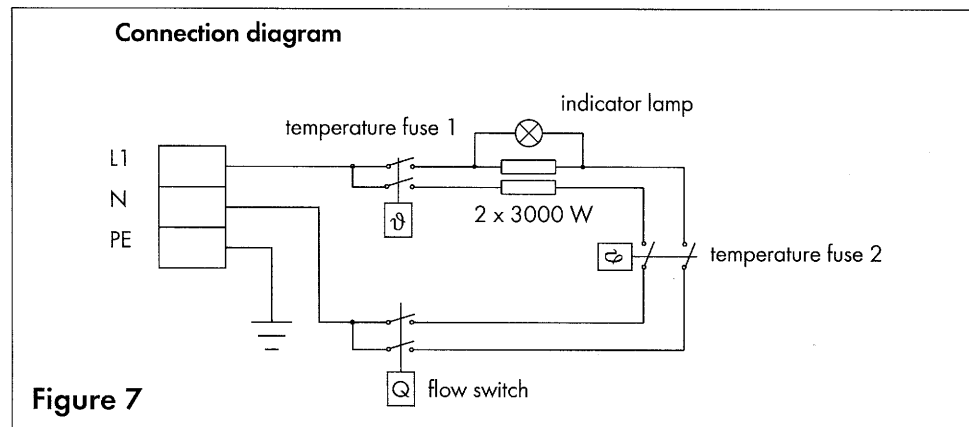 Connection diagram
indicator lamp
temperature fuse 1
L1
N
PE
2 x 3000 W
ϑ
ϑ
temperature fuse 2
Q flow switch
Figure 7